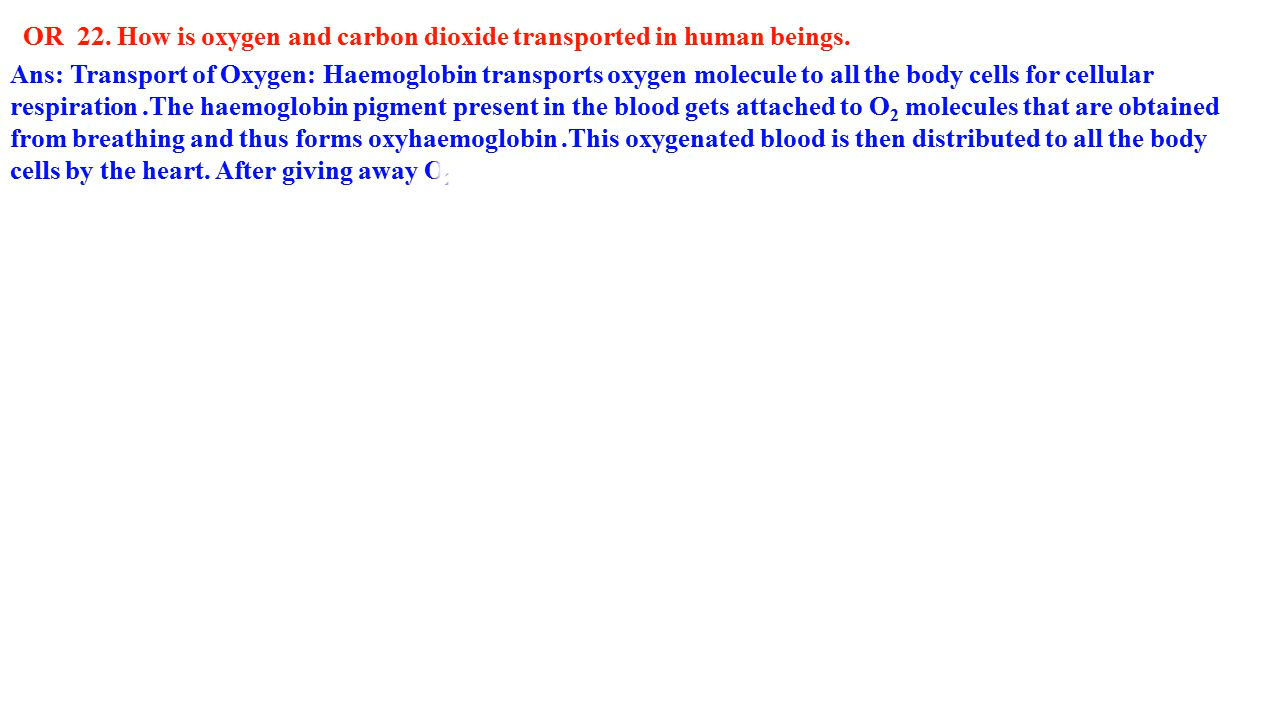 OR 22. How is oxygen and carbon dioxide transported in human beings.
Ans: Transport of Oxygen: Haemoglobin transports oxygen molecule to all the body cells for cellular
respiration .The haemoglobin pigment present in the blood gets attached to O₂ molecules that are obtained
from breathing and thus forms oxyhaemoglobin .This oxygenated blood is then distributed to all the body
cells by the heart. After giving away O₂